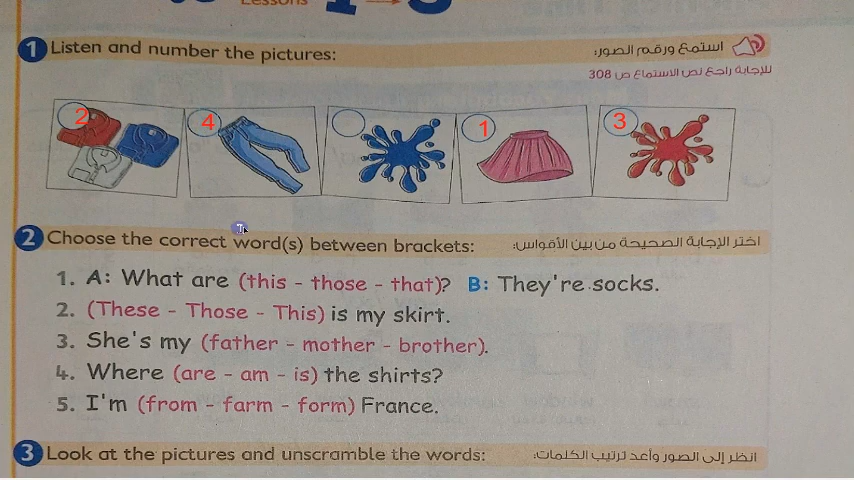 Lessons
1 Listen and number the pictures: استمع ورقم الصور:
للإجابة راجع نص الاستماع ص 308
2 4 1 3
2 Choose the correct word(s) between brackets: اختر الإجابة الصحيحة من بين الأقواس:
1. A: What are (this - those - that)? B: They're socks.
2. (These - Those - This) is my skirt.
3. She's my (father - mother - brother).
4. Where (are - am - is) the shirts?
5. I'm (from - farm - form) France.
3 Look at the pictures and unscramble the words: انظر إلى الصور وأعد ترتيب الكلمات: